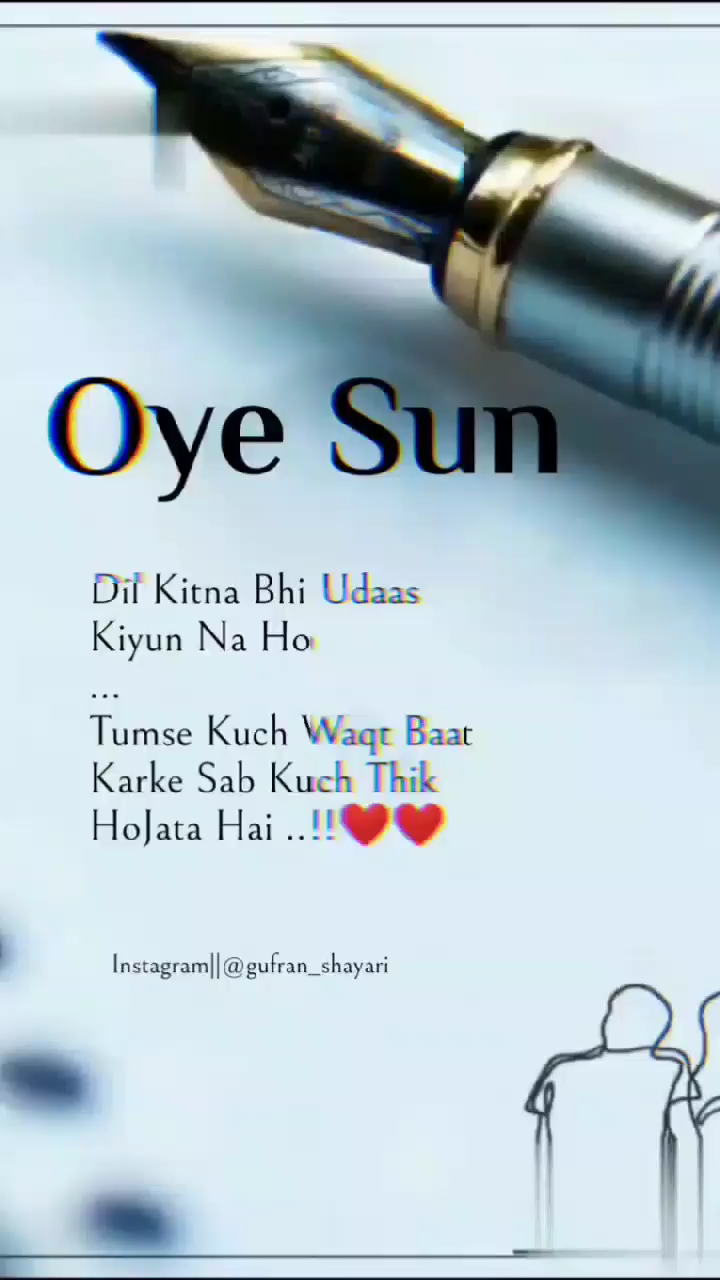 Oye Sun
Dil Kitna Bhi Udaas
Kiyun Na Ho
...
Tumse Kuch Waqt Baat
Karke Sab Kuch Thik
HoJata Hai ..!!❤️❤️
Instagram||@gufran_shayari